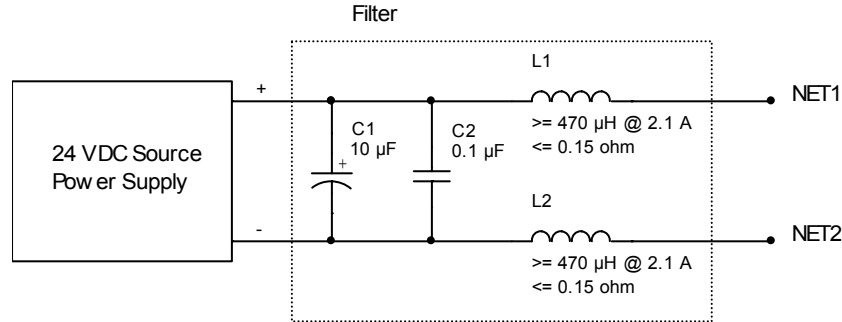 Filter
L1
+
NET1
>= 470 µH @ 2.1 A
<= 0.15 ohm
C1
10 µF
+
C2
0.1 µF
24 VDC Source
Power Supply
L2
-
NET2
>= 470 µH @ 2.1 A
<= 0.15 ohm